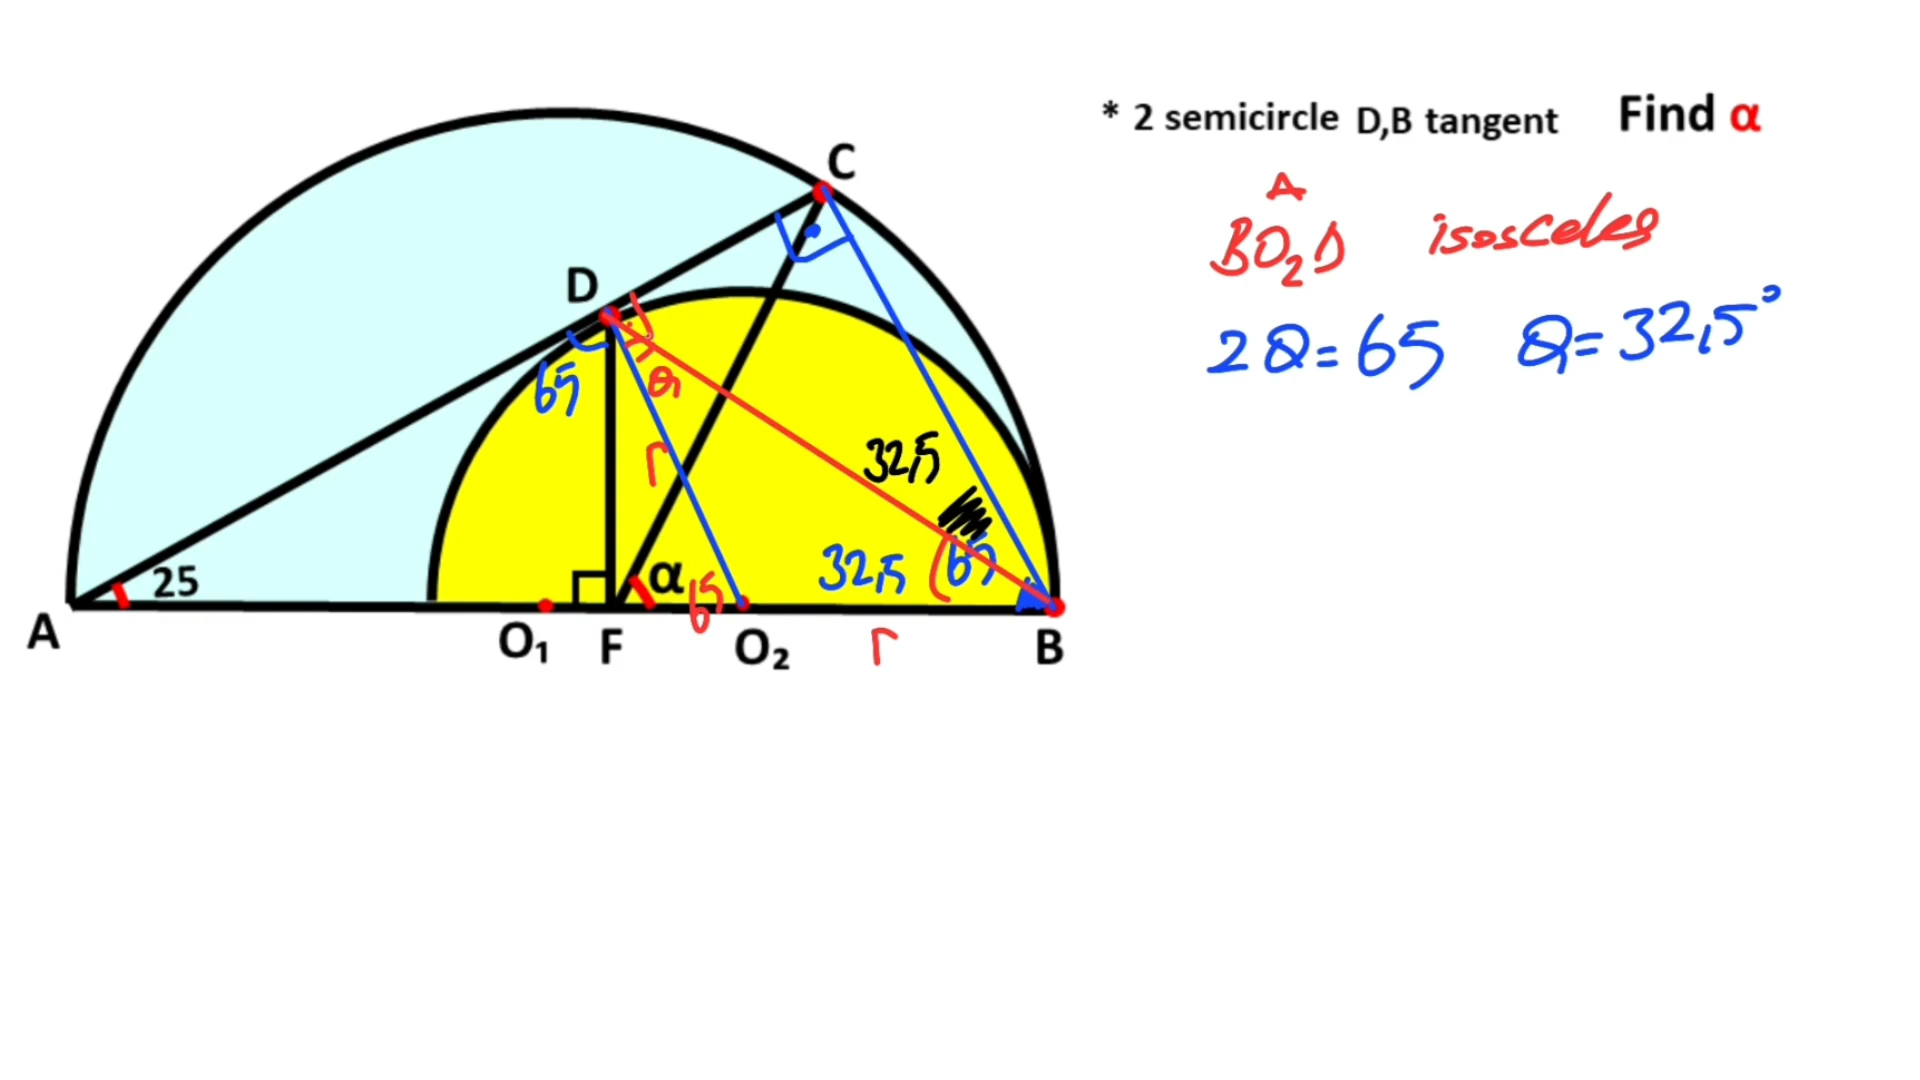 * 2 semicircle D,B tangent Find α
△
BO₂D isosceles
2θ = 65 θ = 32,5°
C
D
65
θ
r
32,5
32,5
65
25
α
65
A
O₁
F
O₂
B
r